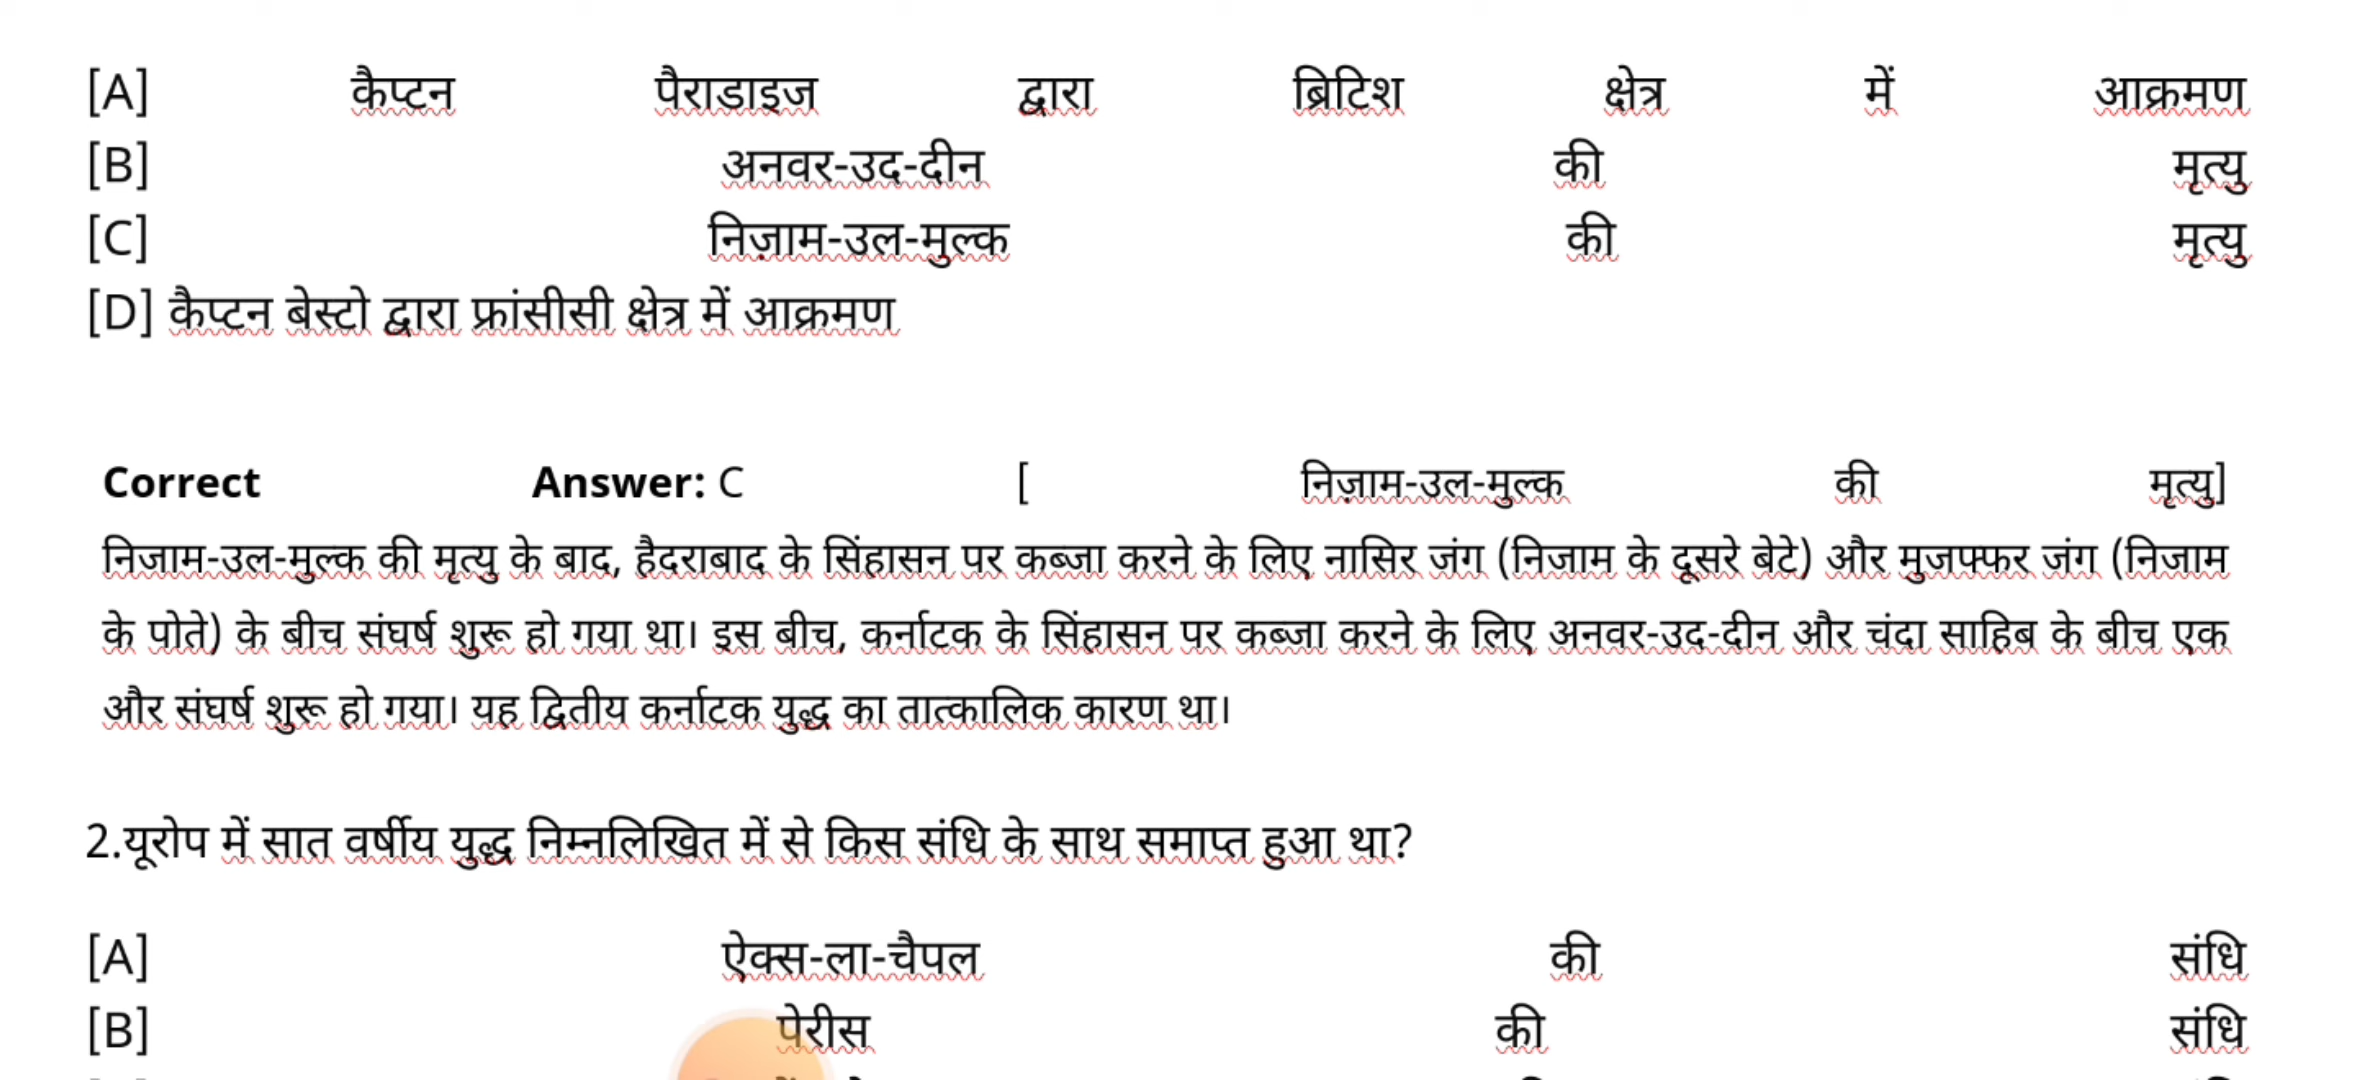 [A] कैप्टन पैराडाइज द्वारा ब्रिटिश क्षेत्र में आक्रमण
[B] अनवर-उद-दीन की मृत्यु
[C] निज़ाम-उल-मुल्क की मृत्यु
[D] कैप्टन बेस्टो द्वारा फ्रांसीसी क्षेत्र में आक्रमण
Correct Answer: C [ निज़ाम-उल-मुल्क की मृत्यु]
निजाम-उल-मुल्क की मृत्यु के बाद, हैदराबाद के सिंहासन पर कब्जा करने के लिए नासिर जंग (निजाम के दूसरे बेटे) और मुजफ्फर जंग (निजाम
के पोते) के बीच संघर्ष शुरू हो गया था। इस बीच, कर्नाटक के सिंहासन पर कब्जा करने के लिए अनवर-उद-दीन और चंदा साहिब के बीच एक
और संघर्ष शुरू हो गया। यह द्वितीय कर्नाटक युद्ध का तात्कालिक कारण था।
2.यूरोप में सात वर्षीय युद्ध निम्नलिखित में से किस संधि के साथ समाप्त हुआ था?
[A] ऐक्स-ला-चैपल की संधि
[B] पेरीस की संधि